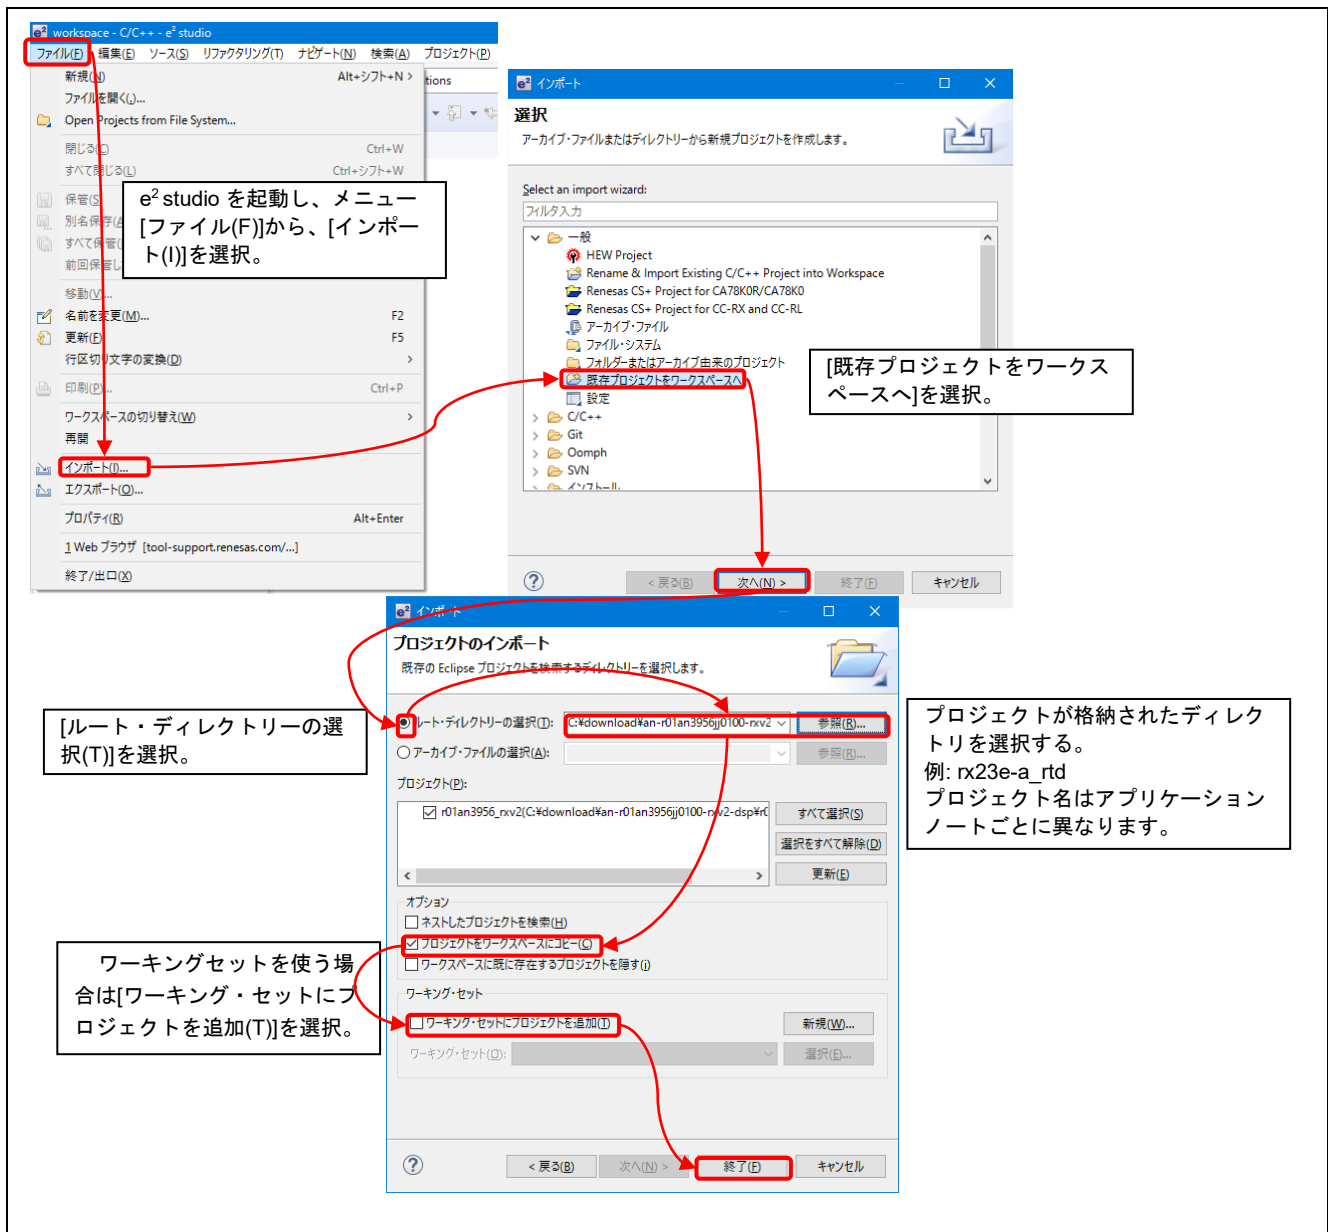 workspace - C/C++ - e² studio
ファイル(F) 編集(E) ソース(S) リファクタリング(T) ナビゲート(N) 検索(A) プロジェクト(P)
新規(N) Alt+シフト+N >
tions
ファイルを開く(.)...
Open Projects from File System...
閉じる(C) Ctrl+W
すべて閉じる(L) Ctrl+シフト+W
保管(S)
別名保存(A)
すべて保管(
前回保管し
移動(V)...
名前を変更(M)... F2
更新(F) F5
行区切り文字の変換(D) >
印刷(P)... Ctrl+P
ワークスペースの切り替え(W) >
再開
インポート(I)...
エクスポート(O)...
プロパティ(R) Alt+Enter
1 Web ブラウザ [tool-support.renesas.com/...]
終了/出口(X)
e² studio を起動し、メニュー
[ファイル(F)]から、[インポー
ト(I)]を選択。
インポート
選択
アーカイブ・ファイルまたはディレクトリーから新規プロジェクトを作成します。
Select an import wizard:
フィルタ入力
一般
HEW Project
Rename & Import Existing C/C++ Project into Workspace
Renesas CS+ Project for CA78K0R/CA78K0
Renesas CS+ Project for CC-RX and CC-RL
アーカイブ・ファイル
ファイル・システム
フォルダーまたはアーカイブ由来のプロジェクト
既存プロジェクトをワークスペースへ
設定
C/C++
Git
Oomph
SVN
インストール
< 戻る(B) 次へ(N) > 終了(F) キャンセル
[既存プロジェクトをワークス
ペースへ]を選択。
インポート
プロジェクトのインポート
既存の Eclipse プロジェクトを検索するディレクトリーを選択します。
ルート・ディレクトリーの選択(T): C:¥download¥an-r01an3956jj0100-rxv2 参照(R)...
アーカイブ・ファイルの選択(A): 参照(R)...
プロジェクト(P):
r01an3956_rxv2(C:¥download¥an-r01an3956jj0100-rxv2-dsp¥r0
すべて選択(S)
選択をすべて解除(D)
更新(E)
オプション
ネストしたプロジェクトを検索(H)
プロジェクトをワークスペースにコピー(C)
ワークスペースに既に存在するプロジェクトを隠す(i)
ワーキング・セット
ワーキング・セットにプロジェクトを追加(T) 新規(W)...
ワーキング・セット(O): 選択(E)...
< 戻る(B) 次へ(N) > 終了(F) キャンセル
[ルート・ディレクトリーの選
択(T)]を選択。
プロジェクトが格納されたディレク
トリを選択する。
例: rx23e-a_rtd
プロジェクト名はアプリケーション
ノートごとに異なります。
ワーキングセットを使う場
合は[ワーキング・セットにプ
ロジェクトを追加(T)]を選択。